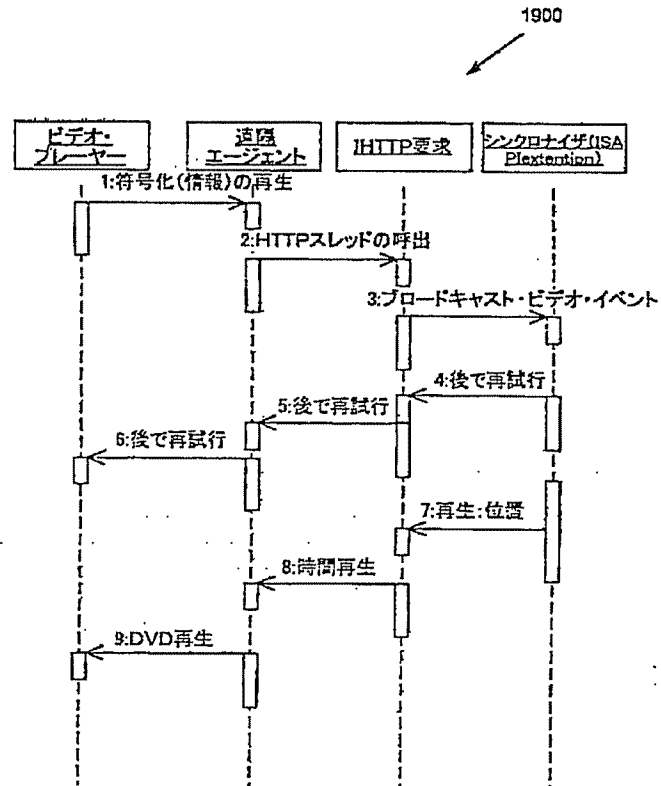 1900
ビデオ・
プレーヤー
遠隔
エージェント
IHTTP要求
シンクロナイザ(ISA
PIextention)
1:符号化(情報)の再生
2:HTTPスレッドの呼出
3:ブロードキャスト・ビデオ・イベント
4:後で再試行
5:後で再試行
6:後で再試行
7:再生:位置
8:時間再生
9:DVD再生